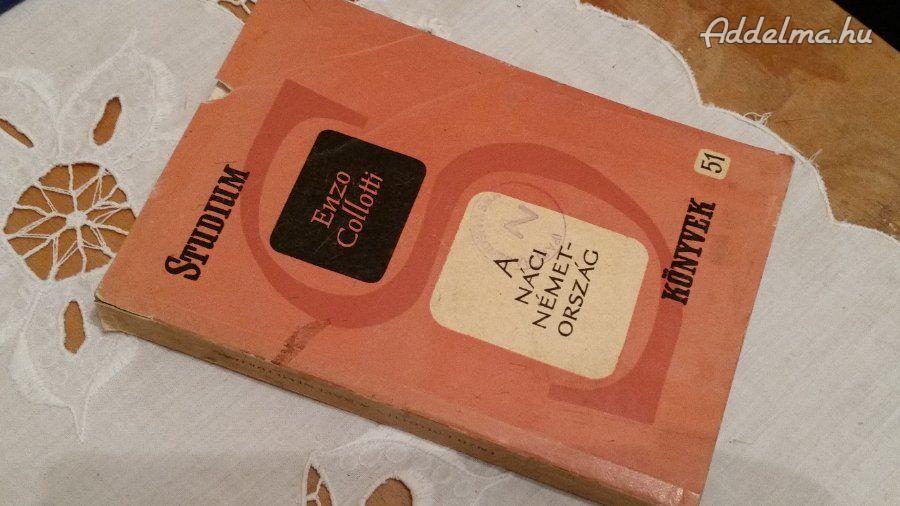 Addelma.hu
STUDIUM
Enzo
Collotti
A
NÁCI
NÉMET-
ORSZÁG
N
KÖNYVEK
51